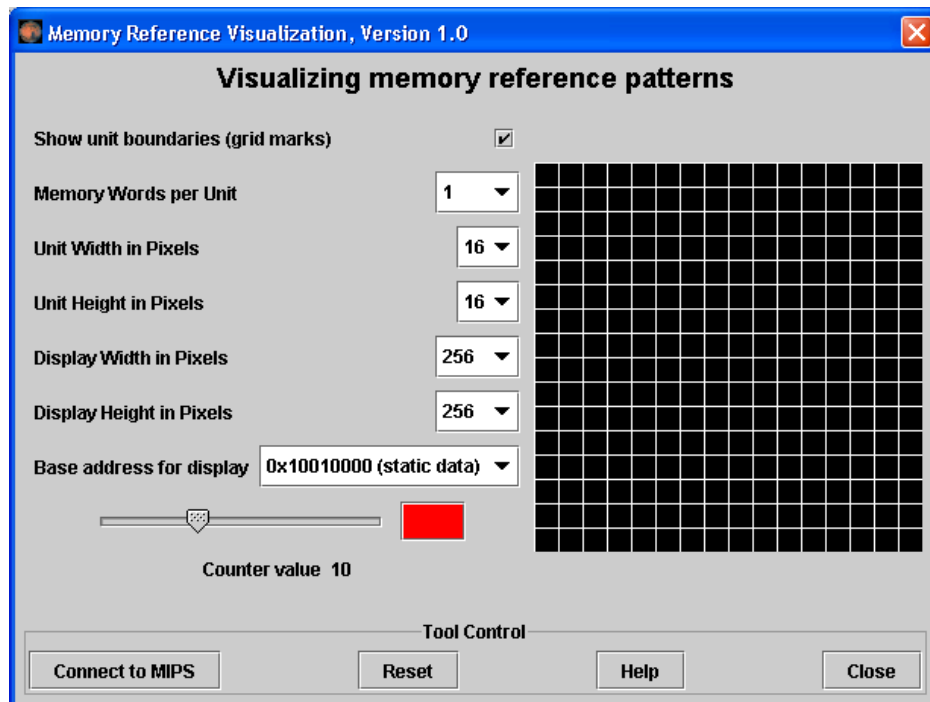 Memory Reference Visualization, Version 1.0
Visualizing memory reference patterns
Show unit boundaries (grid marks)
Memory Words per Unit 1
Unit Width in Pixels 16
Unit Height in Pixels 16
Display Width in Pixels 256
Display Height in Pixels 256
Base address for display 0x10010000 (static data)
Counter value 10
Tool Control
Connect to MIPS Reset Help Close